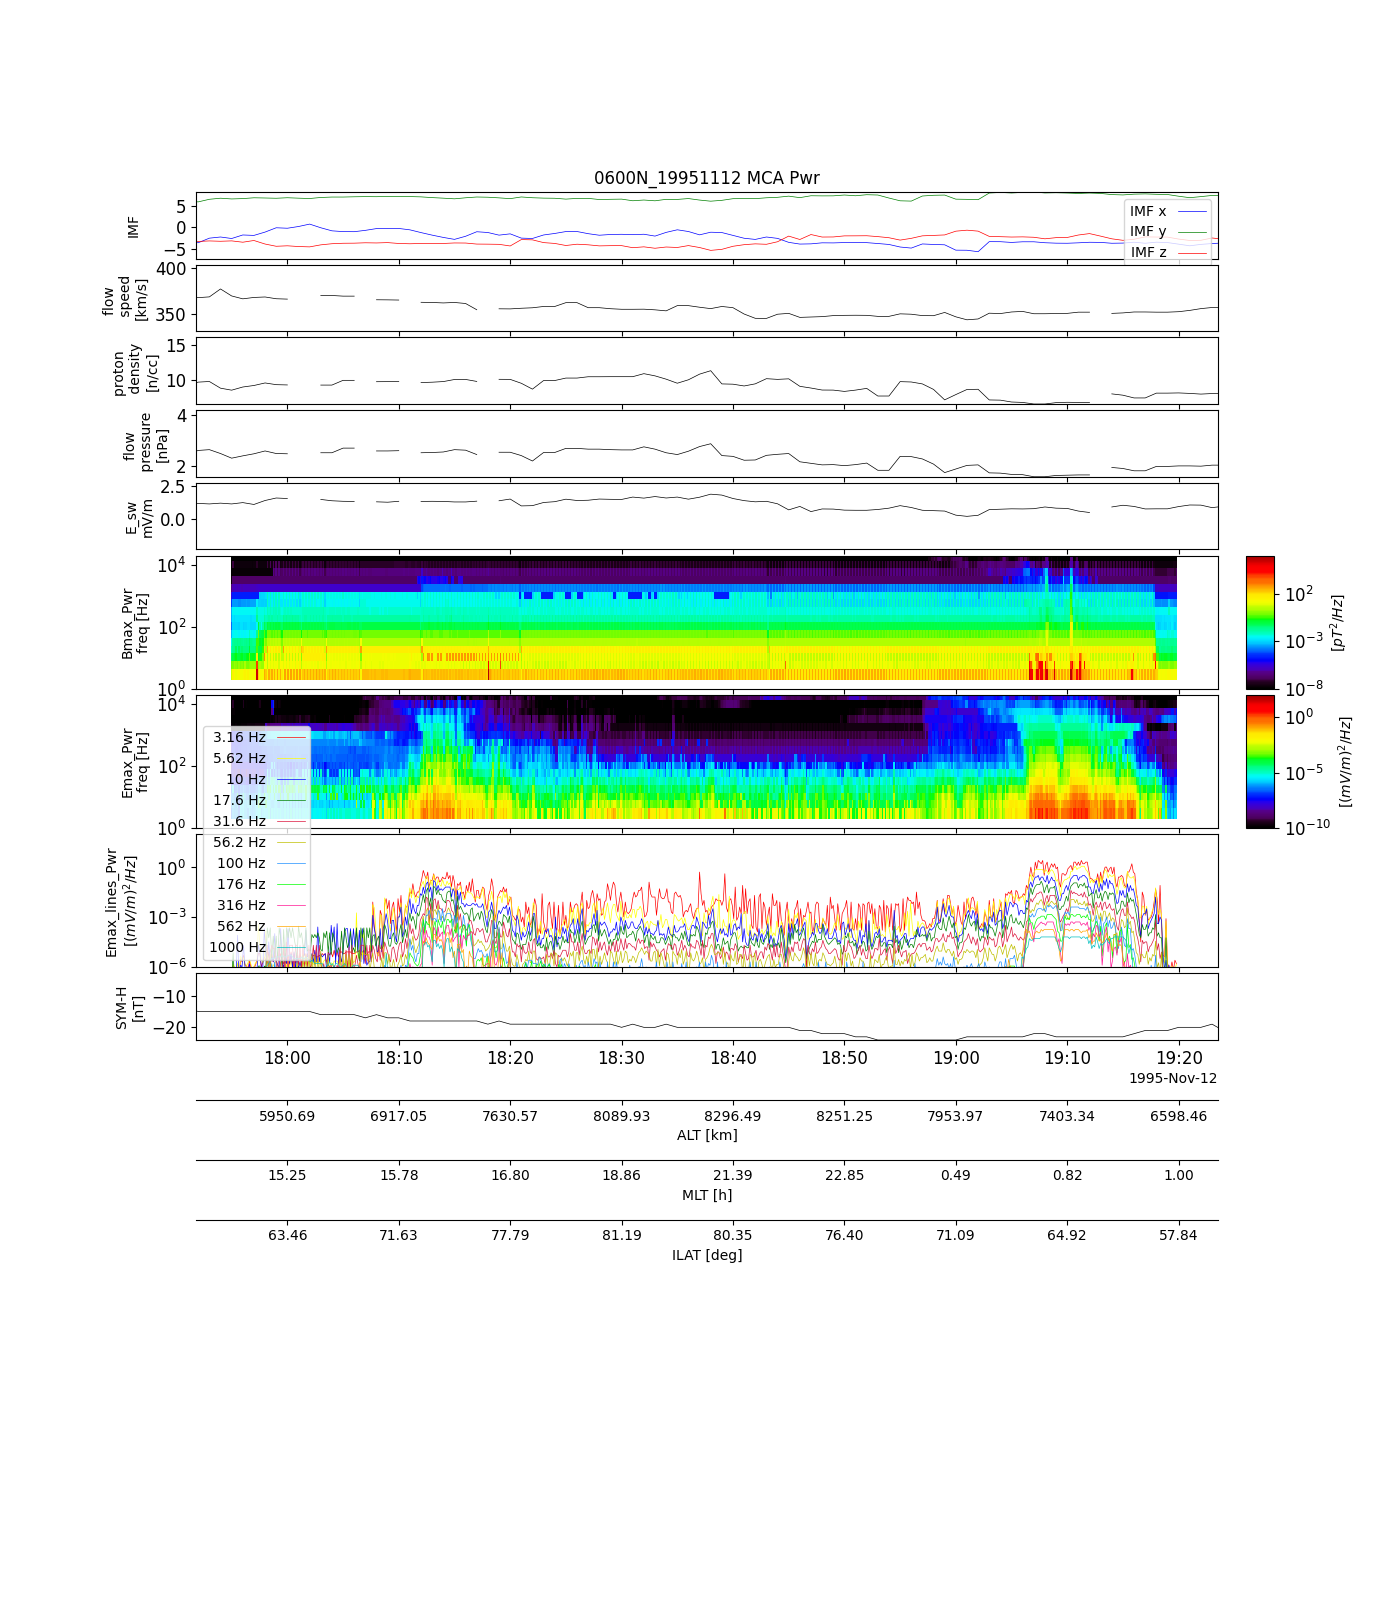 0600N_19951112 MCA Pwr
IMF
5
0
−5
IMF x
IMF y
IMF z
flow
speed
[km/s]
400
350
proton
density
[n/cc]
15
10
flow
pressure
[nPa]
4
2
E_sw
mV/m
2.5
0.0
Bmax_Pwr
freq [Hz]
10^4
10^2
10^0
10^2
10^−3
10^−8
[pT^2/Hz]
Emax_Pwr
freq [Hz]
10^4
10^2
10^0
10^0
10^−5
10^−10
[(mV/m)^2/Hz]
3.16 Hz
5.62 Hz
10 Hz
17.6 Hz
31.6 Hz
56.2 Hz
100 Hz
176 Hz
316 Hz
562 Hz
1000 Hz
Emax_lines_Pwr
[(mV/m)^2/Hz]
10^0
10^−3
10^−6
SYM-H
[nT]
−10
−20
18:00 18:10 18:20 18:30 18:40 18:50 19:00 19:10 19:20
1995-Nov-12
5950.69 6917.05 7630.57 8089.93 8296.49 8251.25 7953.97 7403.34 6598.46
ALT [km]
15.25 15.78 16.80 18.86 21.39 22.85 0.49 0.82 1.00
MLT [h]
63.46 71.63 77.79 81.19 80.35 76.40 71.09 64.92 57.84
ILAT [deg]